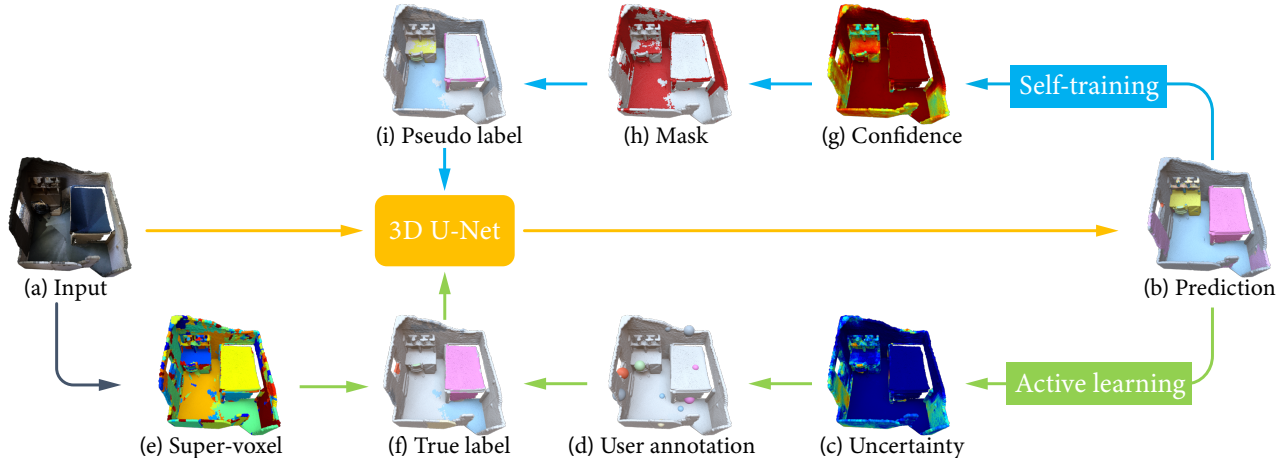 Self-training
(i) Pseudo label
(h) Mask
(g) Confidence
3D U-Net
(a) Input
(b) Prediction
Active learning
(e) Super-voxel
(f) True label
(d) User annotation
(c) Uncertainty